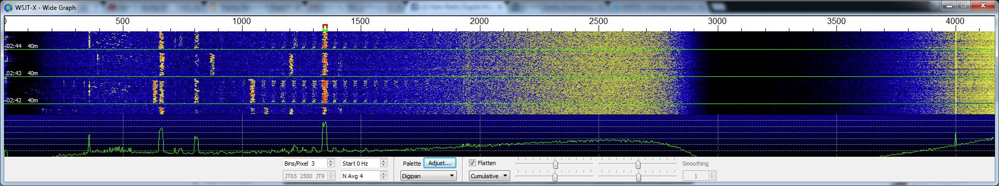 WSJT-X - Wide Graph
500 1000 1500 2000 2500 3000 3500 4000
02:44 40m
02:43 40m
02:42 40m
Bins/Pixel 3 Start 0 Hz Palette Adjust... Flatten Smoothing
JT65 2500 JT9 N Avg 4 Digipan Cumulative 1